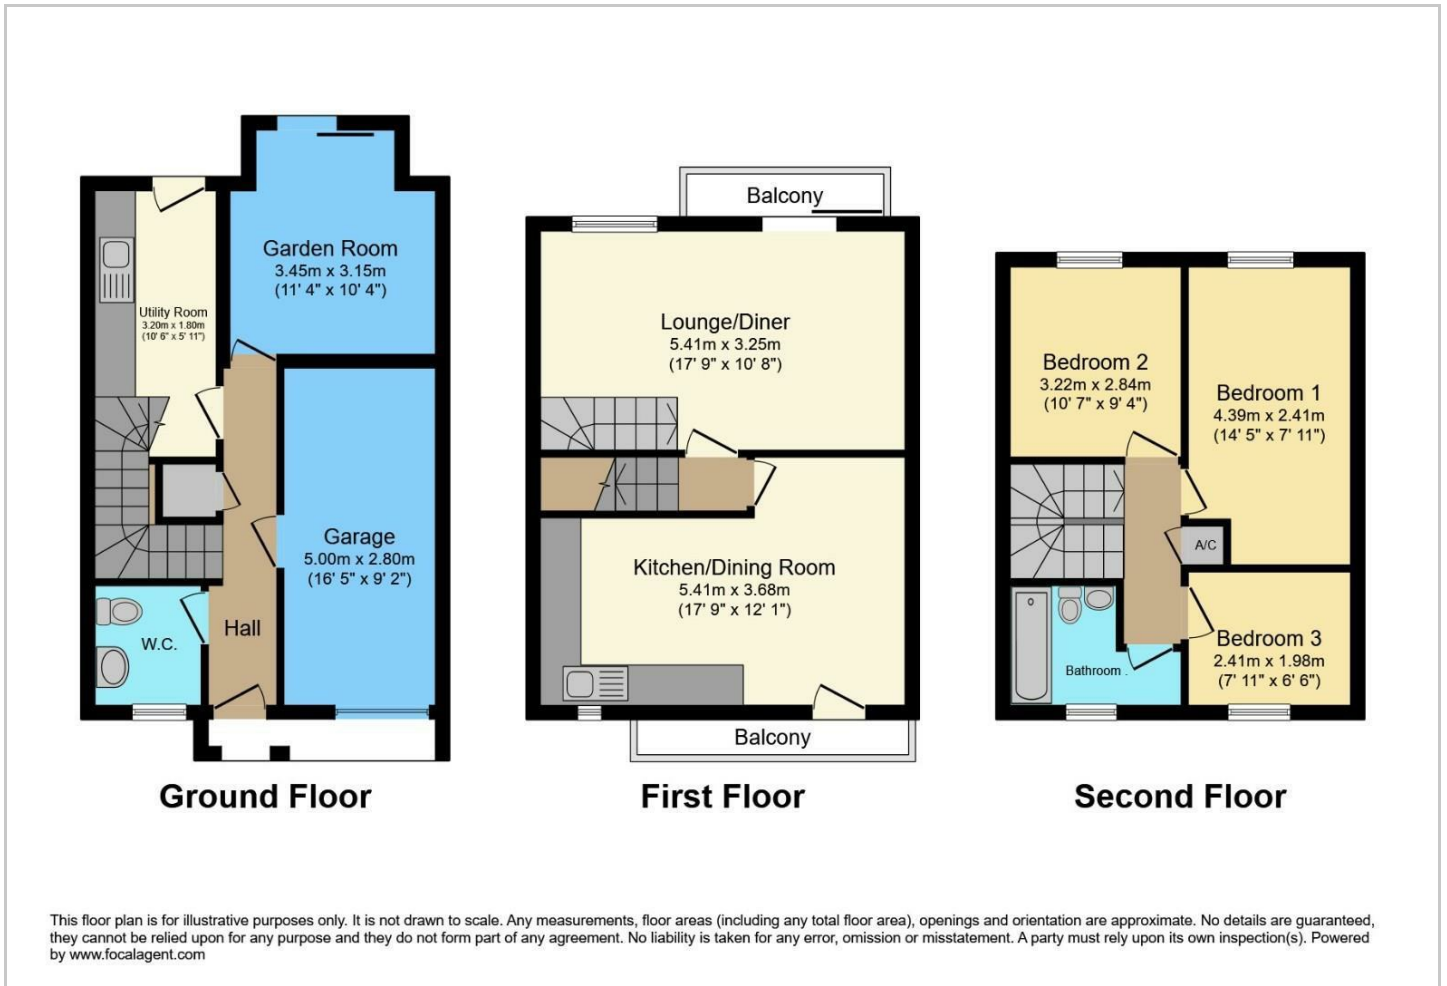 Garden Room
3.45m x 3.15m
(11' 4" x 10' 4")
Utility Room
3.20m x 1.80m
(10' 6" x 5' 11")
Garage
5.00m x 2.80m
(16' 5" x 9' 2")
W.C.
Hall
Ground Floor
Balcony
Lounge/Diner
5.41m x 3.25m
(17' 9" x 10' 8")
Kitchen/Dining Room
5.41m x 3.68m
(17' 9" x 12' 1")
Balcony
First Floor
Bedroom 2
3.22m x 2.84m
(10' 7" x 9' 4")
Bedroom 1
4.39m x 2.41m
(14' 5" x 7' 11")
A/C
Bedroom 3
2.41m x 1.98m
(7' 11" x 6' 6")
Bathroom .
Second Floor
This floor plan is for illustrative purposes only. It is not drawn to scale. Any measurements, floor areas (including any total floor area), openings and orientation are approximate. No details are guaranteed,
they cannot be relied upon for any purpose and they do not form part of any agreement. No liability is taken for any error, omission or misstatement. A party must rely upon its own inspection(s). Powered
by www.focalagent.com